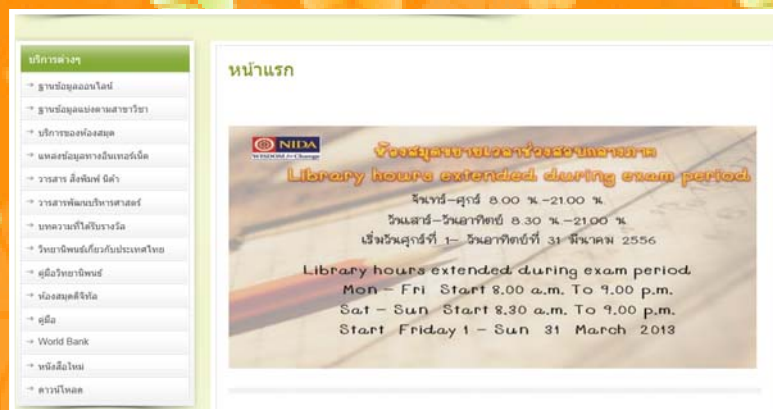 บริการต่างๆ
ฐานข้อมูลออนไลน์
ฐานข้อมูลแบ่งตามสาขาวิชา
บริการของห้องสมุด
แหล่งข้อมูลทางอินเทอร์เน็ต
วารสาร สิ่งพิมพ์ นิด้า
วารสารพัฒนบริหารศาสตร์
บทความที่ได้รับรางวัล
วิทยานิพนธ์เกี่ยวกับประเทศไทย
คู่มือวิทยานิพนธ์
ห้องสมุดดิจิทัล
คู่มือ
World Bank
หนังสือใหม่
ดาวน์โหลด
หน้าแรก
NIDA
WISDOM for Change
ห้องสมุดขยายเวลาช่วงสอบกลางภาค
Library hours extended during exam period
จันทร์-ศุกร์ 8.00 น.-21.00 น.
วันเสาร์-วันอาทิตย์ 8.30 น.-21.00 น.
เริ่มวันศุกร์ที่ 1- วันอาทิตย์ที่ 31 มีนาคม 2556
Library hours extended during exam period
Mon - Fri Start 8.00 a.m. To 9.00 p.m.
Sat - Sun Start 8.30 a.m. To 9.00 p.m.
Start Friday 1 - Sun 31 March 2013